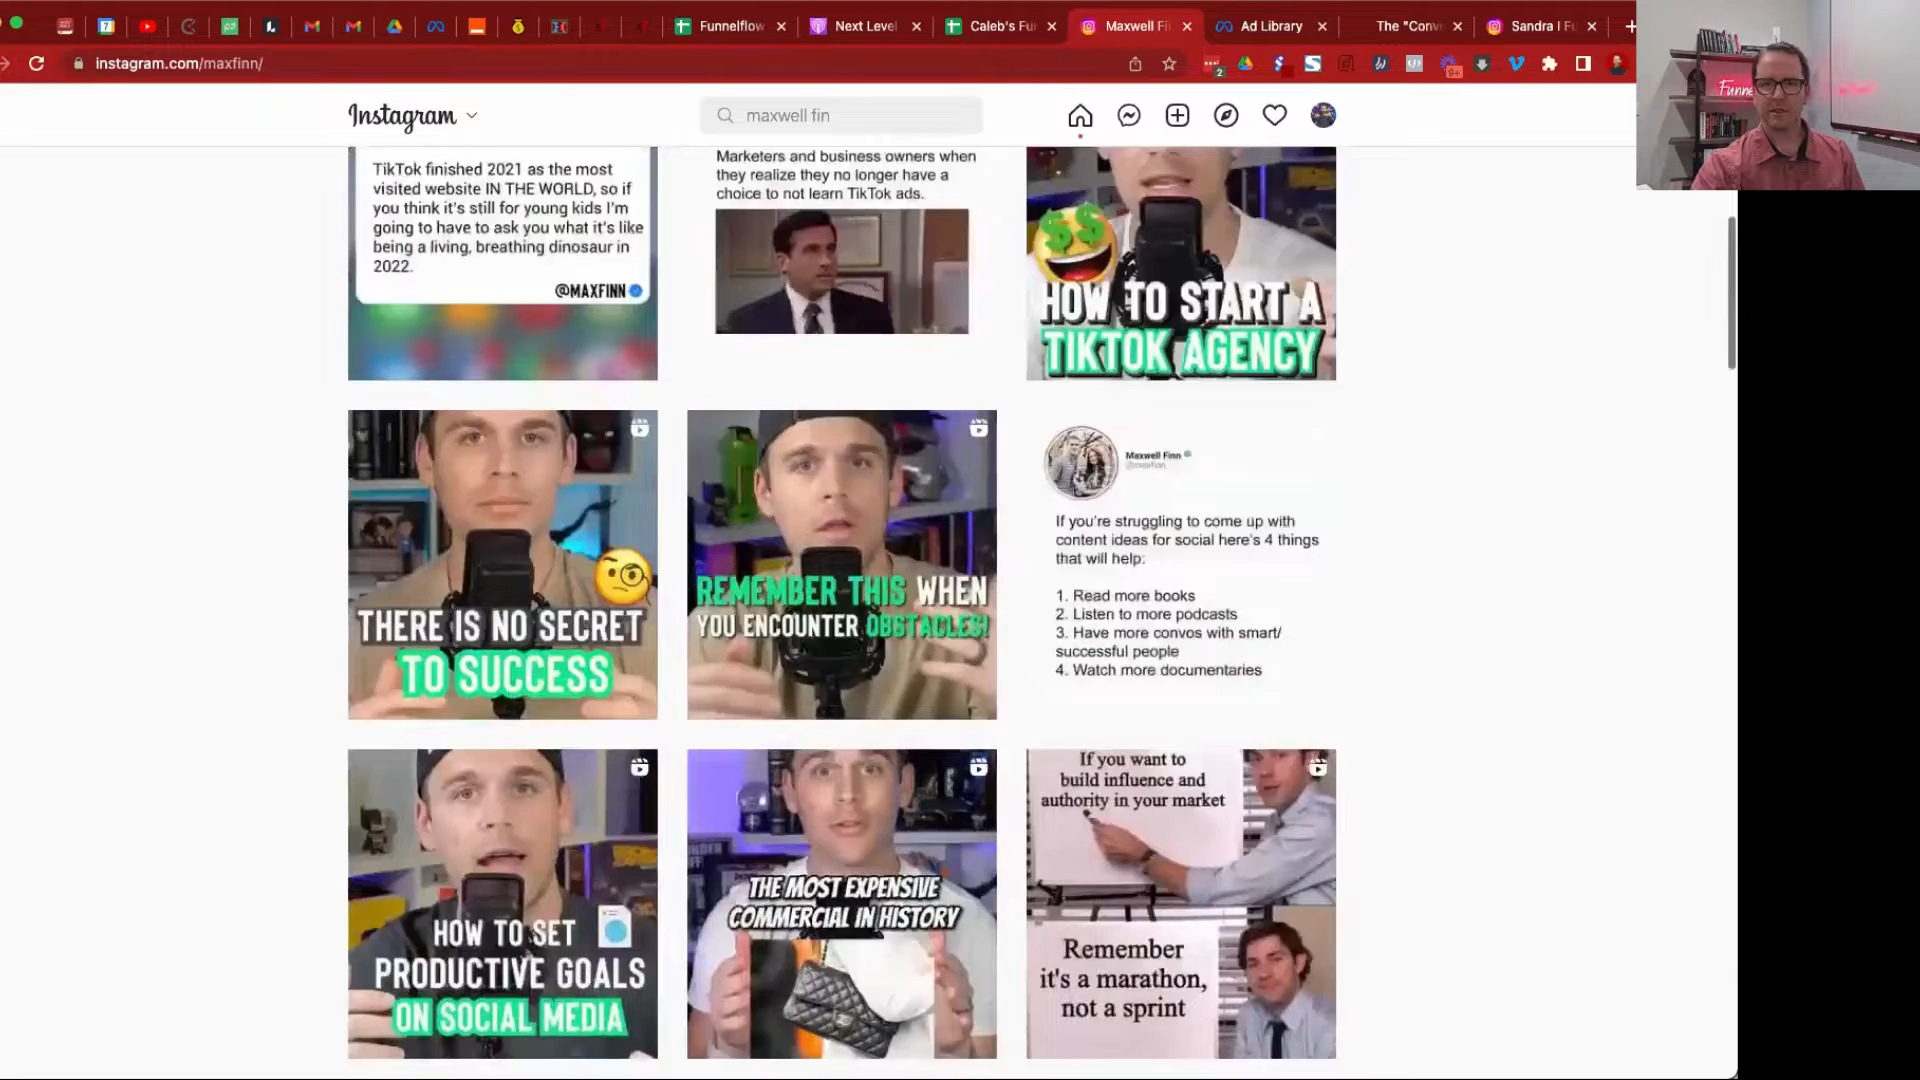 Funnelflow
Next Level
Caleb's Fu
Maxwell Fi
Ad Library
The "Conv
Sandra I Fu
instagram.com/maxfinn/
2
9+
Instagram
maxwell fin
TikTok finished 2021 as the most
visited website IN THE WORLD, so if
you think it's still for young kids I'm
going to have to ask you what it's like
being a living, breathing dinosaur in
2022.
@MAXFINN
Marketers and business owners when
they realize they no longer have a
choice to not learn TikTok ads.
HOW TO START A
TIKTOK AGENCY
THERE IS NO SECRET
TO SUCCESS
REMEMBER THIS WHEN
YOU ENCOUNTER OBSTACLES!
Maxwell Finn
If you're struggling to come up with
content ideas for social here's 4 things
that will help:
1. Read more books
2. Listen to more podcasts
3. Have more convos with smart/
successful people
4. Watch more documentaries
HOW TO SET
PRODUCTIVE GOALS
ON SOCIAL MEDIA
THE MOST EXPENSIVE
COMMERCIAL IN HISTORY
If you want to
build influence and
authority in your market
Remember
it's a marathon,
not a sprint